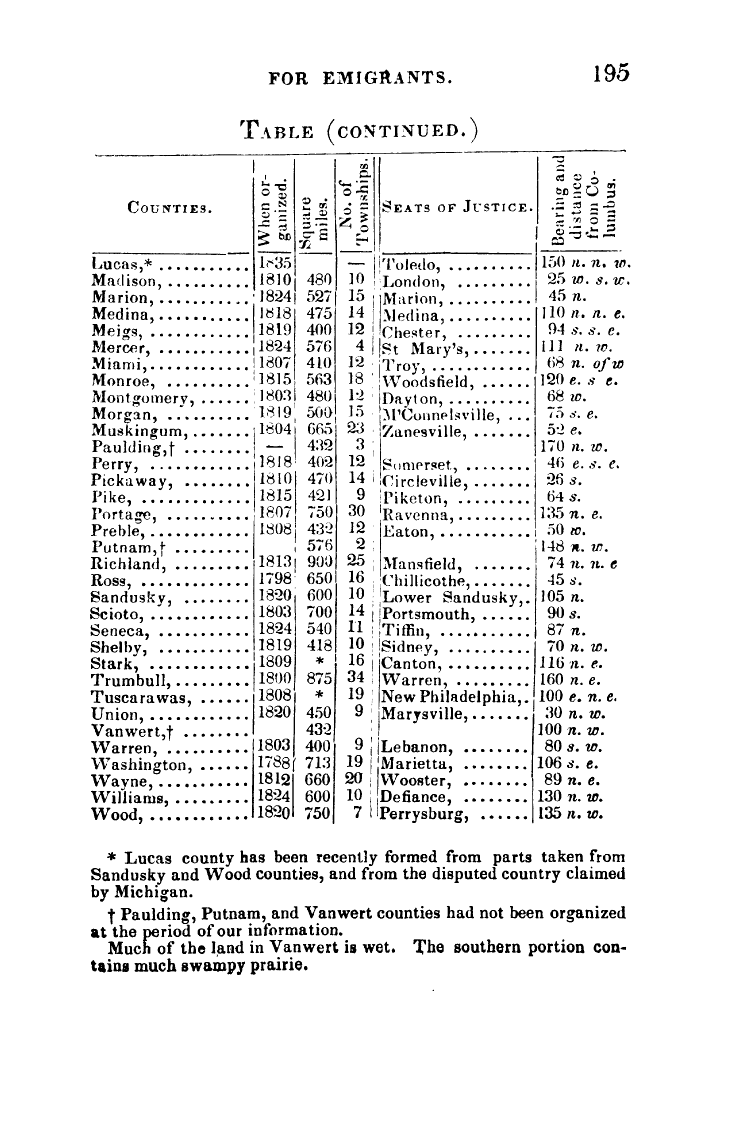 FOR EMIGRANTS. 195
TABLE (CONTINUED.)
COUNTIES. When or-ganized. Square miles. No. of Townships. SEATS OF JUSTICE. Bearing and distance from Co-lumbus.
Lucas,* ........... 1835 — Toledo, .......... 150 n. n. w.
Madison, .......... 1810 480 10 London, ......... 25 w. s. w.
Marion, ........... 1824 527 15 Marion, .......... 45 n.
Medina, ........... 1818 475 14 Medina, .......... 110 n. n. e.
Meigs, ............ 1819 400 12 Chester, ......... 94 s. s. e.
Mercer, ........... 1824 576 4 St Mary's, ....... 111 n. w.
Miami, ............ 1807 410 12 Troy, ............ 68 n. of w
Monroe, .......... 1815 563 18 Woodsfield, ...... 120 e. s e.
Montgomery, ...... 1803 480 12 Dayton, .......... 68 w.
Morgan, .......... 1819 500 15 M'Connelsville, ... 75 s. e.
Muskingum, ....... 1804 665 23 Zanesville, ....... 52 e.
Paulding,† ........ — 432 3 170 n. w.
Perry, ............ 1818 402 12 Somerset, ........ 46 e. s. e.
Pickaway, ........ 1810 470 14 Circleville, ....... 26 s.
Pike, ............. 1815 421 9 Piketon, ......... 64 s.
Portage, .......... 1807 750 30 Ravenna, ......... 135 n. e.
Preble, ........... 1808 432 12 Eaton, ........... 50 w.
Putnam,† ......... 576 2 148 n. w.
Richland, ......... 1813 900 25 Mansfield, ....... 74 n. n. e
Ross, ............. 1798 650 16 Chillicothe, ....... 45 s.
Sandusky, ........ 1820 600 10 Lower Sandusky,. 105 n.
Scioto, ........... 1803 700 14 Portsmouth, ...... 90 s.
Seneca, ........... 1824 540 11 Tiffin, ........... 87 n.
Shelby, ........... 1819 418 10 Sidney, .......... 70 n. w.
Stark, ............ 1809 * 16 Canton, .......... 116 n. e.
Trumbull, ......... 1800 875 34 Warren, ......... 160 n. e.
Tuscarawas, ...... 1808 * 19 New Philadelphia,. 100 e. n. e.
Union, ............ 1820 450 9 Marysville, ....... 30 n. w.
Vanwert,† ........ 432 100 n. w.
Warren, .......... 1803 400 9 Lebanon, ........ 80 s. w.
Washington, ...... 1788 713 19 Marietta, ........ 106 s. e.
Wayne, ........... 1812 660 20 Wooster, ........ 89 n. e.
Williams, ......... 1824 600 10 Defiance, ........ 130 n. w.
Wood, ............ 1820 750 7 Perrysburg, ...... 135 n. w.
* Lucas county has been recently formed from parts taken from
Sandusky and Wood counties, and from the disputed country claimed
by Michigan.
† Paulding, Putnam, and Vanwert counties had not been organized
at the period of our information.
Much of the land in Vanwert is wet. The southern portion con-
tains much swampy prairie.